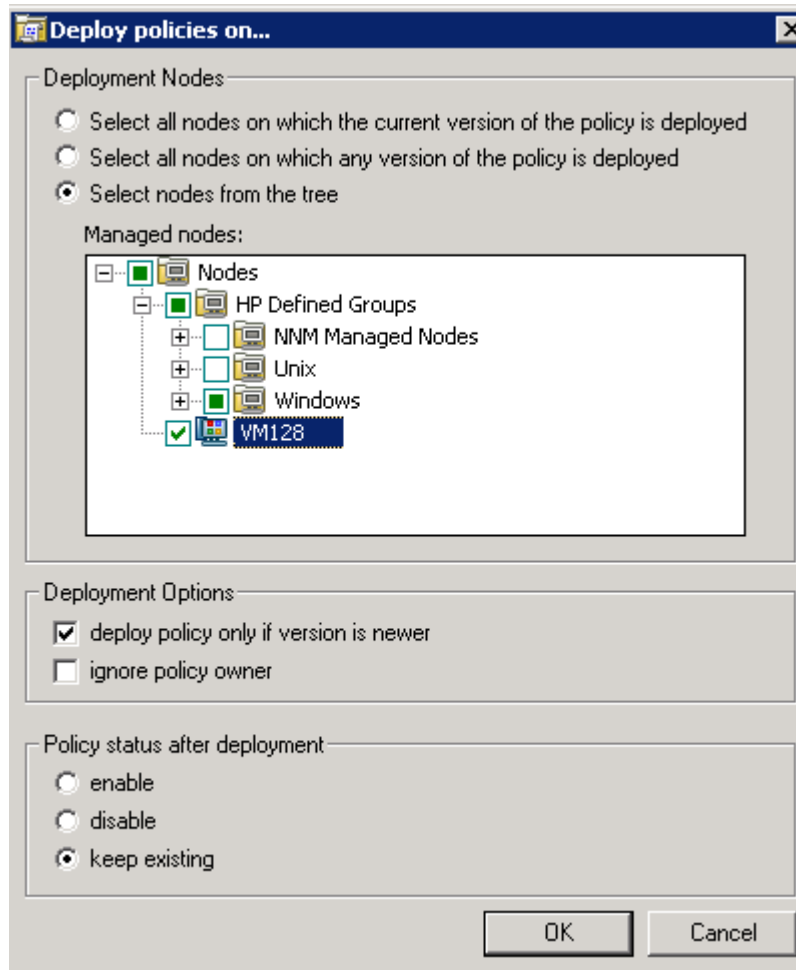 Deploy policies on...
Deployment Nodes
Select all nodes on which the current version of the policy is deployed
Select all nodes on which any version of the policy is deployed
Select nodes from the tree
Managed nodes:
Nodes
HP Defined Groups
NNM Managed Nodes
Unix
Windows
VM128
Deployment Options
deploy policy only if version is newer
ignore policy owner
Policy status after deployment
enable
disable
keep existing
OK Cancel